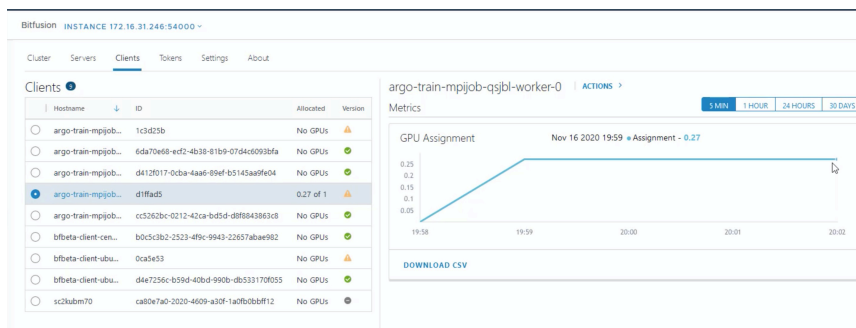 Bitfusion INSTANCE 172.16.31.246:54000
Cluster Servers Clients Tokens Settings About
Clients
Hostname ID Allocated Version
argo-train-mpijob... 1c3d25b No GPUs
argo-train-mpijob... 6da70e68-ecf2-4b38-81b9-07d4c6093bfa No GPUs
argo-train-mpijob... d412f017-0cba-4aa6-89ef-b5145aa9fe04 No GPUs
argo-train-mpijob... d1ffad5 0.27 of 1
argo-train-mpijob... cc5262bc-0212-42ca-bd5d-d8f8843863c8 No GPUs
bfbeta-client-cen... b0c5c3b2-2523-4f9c-9943-22657abae982 No GPUs
bfbeta-client-ubu... 0ca5e53 No GPUs
bfbeta-client-ubu... d4e7256c-b59d-40bd-990b-db533170f055 No GPUs
sc2kubm70 ca80e7a0-2020-4609-a30f-1a0fb0bbff12 No GPUs
argo-train-mpijob-qsjbl-worker-0 ACTIONS
Metrics 5 MIN 1 HOUR 24 HOURS 30 DAYS
GPU Assignment Nov 16 2020 19:59 Assignment - 0.27
0.25
0.2
0.15
0.1
0.05
19:58 19:59 20:00 20:01 20:02
DOWNLOAD CSV